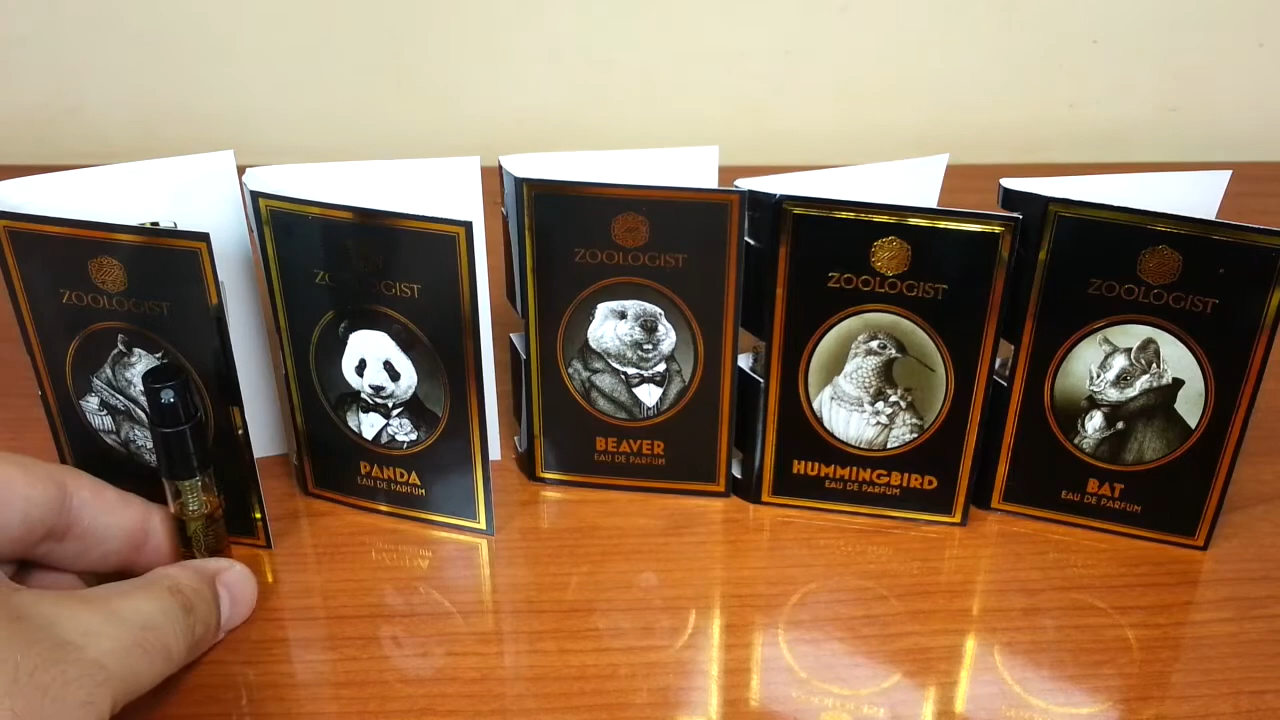 ZOOLOGIST
ZOOLOGIST
PANDA
EAU DE PARFUM
ZOOLOGIST
BEAVER
EAU DE PARFUM
ZOOLOGIST
HUMMINGBIRD
EAU DE PARFUM
ZOOLOGIST
BAT
EAU DE PARFUM